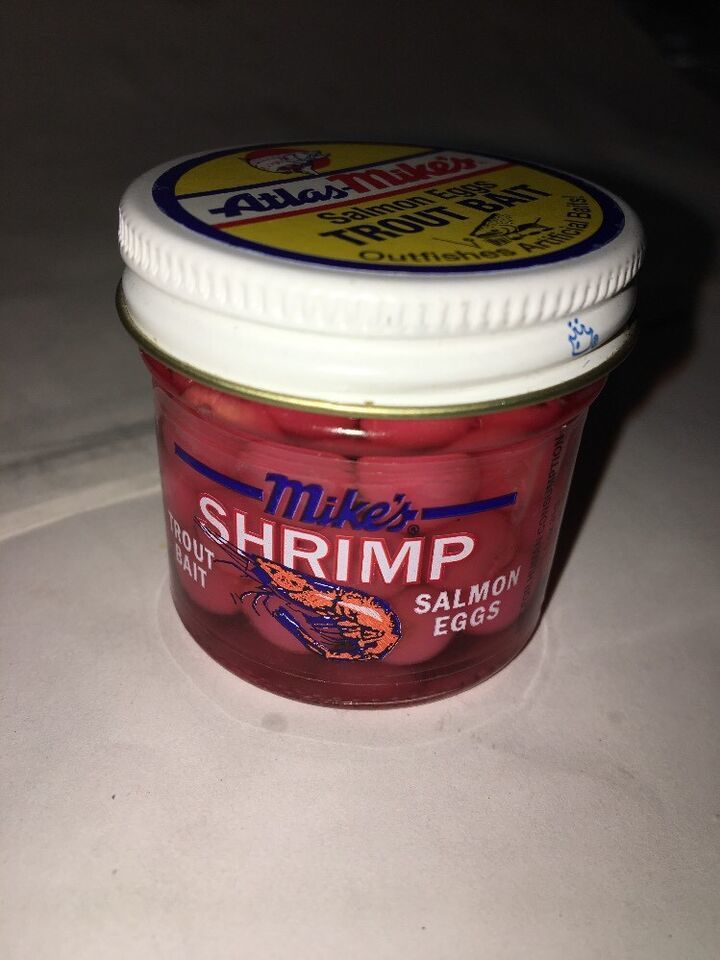 Atlas-Mike's
Salmon Eggs
TROUT BAIT
Outfishes Artificial Baits
Mike's®
SHRIMP
TROUT
BAIT
SALMON
EGGS